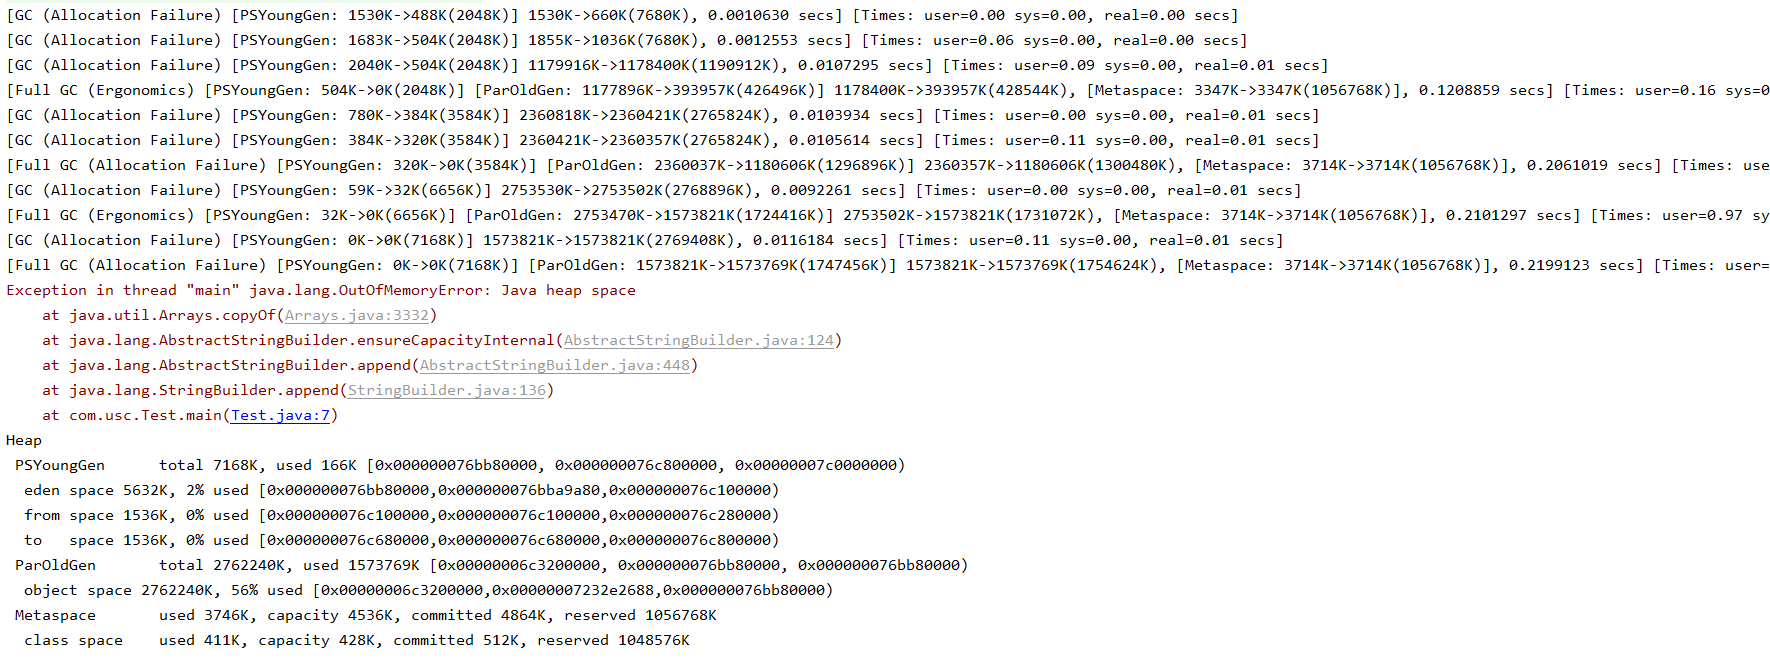 [GC (Allocation Failure) [PSYoungGen: 1530K->488K(2048K)] 1530K->660K(7680K), 0.0010630 secs] [Times: user=0.00 sys=0.00, real=0.00 secs]
[GC (Allocation Failure) [PSYoungGen: 1683K->504K(2048K)] 1855K->1036K(7680K), 0.0012553 secs] [Times: user=0.06 sys=0.00, real=0.00 secs]
[GC (Allocation Failure) [PSYoungGen: 2040K->504K(2048K)] 1179916K->1178400K(1190912K), 0.0107295 secs] [Times: user=0.09 sys=0.00, real=0.01 secs]
[Full GC (Ergonomics) [PSYoungGen: 504K->0K(2048K)] [ParOldGen: 1177896K->393957K(426496K)] 1178400K->393957K(428544K), [Metaspace: 3347K->3347K(1056768K)], 0.1208859 secs] [Times: user=0.16 sys=0
[GC (Allocation Failure) [PSYoungGen: 780K->384K(3584K)] 2360818K->2360421K(2765824K), 0.0103934 secs] [Times: user=0.00 sys=0.00, real=0.01 secs]
[GC (Allocation Failure) [PSYoungGen: 384K->320K(3584K)] 2360421K->2360357K(2765824K), 0.0105614 secs] [Times: user=0.11 sys=0.00, real=0.01 secs]
[Full GC (Allocation Failure) [PSYoungGen: 320K->0K(3584K)] [ParOldGen: 2360037K->1180606K(1296896K)] 2360357K->1180606K(1300480K), [Metaspace: 3714K->3714K(1056768K)], 0.2061019 secs] [Times: use
[GC (Allocation Failure) [PSYoungGen: 59K->32K(6656K)] 2753530K->2753502K(2768896K), 0.0092261 secs] [Times: user=0.00 sys=0.00, real=0.01 secs]
[Full GC (Ergonomics) [PSYoungGen: 32K->0K(6656K)] [ParOldGen: 2753470K->1573821K(1724416K)] 2753502K->1573821K(1731072K), [Metaspace: 3714K->3714K(1056768K)], 0.2101297 secs] [Times: user=0.97 sy
[GC (Allocation Failure) [PSYoungGen: 0K->0K(7168K)] 1573821K->1573821K(2769408K), 0.0116184 secs] [Times: user=0.11 sys=0.00, real=0.01 secs]
[Full GC (Allocation Failure) [PSYoungGen: 0K->0K(7168K)] [ParOldGen: 1573821K->1573769K(1747456K)] 1573821K->1573769K(1754624K), [Metaspace: 3714K->3714K(1056768K)], 0.2199123 secs] [Times: user=
Exception in thread "main" java.lang.OutOfMemoryError: Java heap space
    at java.util.Arrays.copyOf(Arrays.java:3332)
    at java.lang.AbstractStringBuilder.ensureCapacityInternal(AbstractStringBuilder.java:124)
    at java.lang.AbstractStringBuilder.append(AbstractStringBuilder.java:448)
    at java.lang.StringBuilder.append(StringBuilder.java:136)
    at com.usc.Test.main(Test.java:7)
Heap
 PSYoungGen      total 7168K, used 166K [0x000000076bb80000, 0x000000076c800000, 0x00000007c0000000)
  eden space 5632K, 2% used [0x000000076bb80000,0x000000076bba9a80,0x000000076c100000)
  from space 1536K, 0% used [0x000000076c100000,0x000000076c100000,0x000000076c280000)
  to   space 1536K, 0% used [0x000000076c680000,0x000000076c680000,0x000000076c800000)
 ParOldGen       total 2762240K, used 1573769K [0x00000006c3200000, 0x000000076bb80000, 0x000000076bb80000)
  object space 2762240K, 56% used [0x00000006c3200000,0x00000007232e2688,0x000000076bb80000)
 Metaspace       used 3746K, capacity 4536K, committed 4864K, reserved 1056768K
  class space    used 411K, capacity 428K, committed 512K, reserved 1048576K